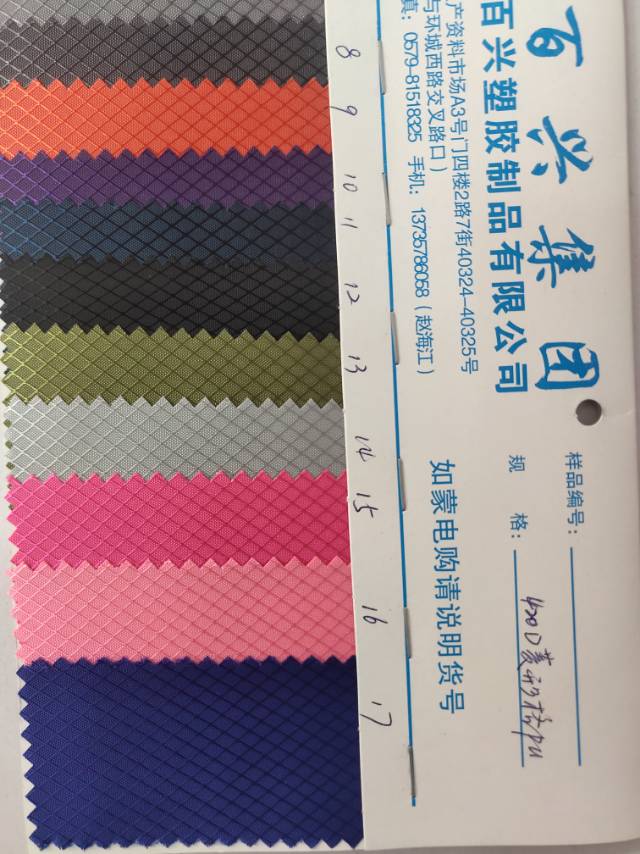 百兴集团
百兴塑胶制品有限公司
产资料市场A3号门四楼2路7街40324-40325号
与环城西路交叉路口）
真：0579-81518325 手机：13735786058（赵海江）
样品编号：
规 格：420D菱形格PU
如蒙电购请说明货号
8
9
10
11
12
13
14
15
16
17